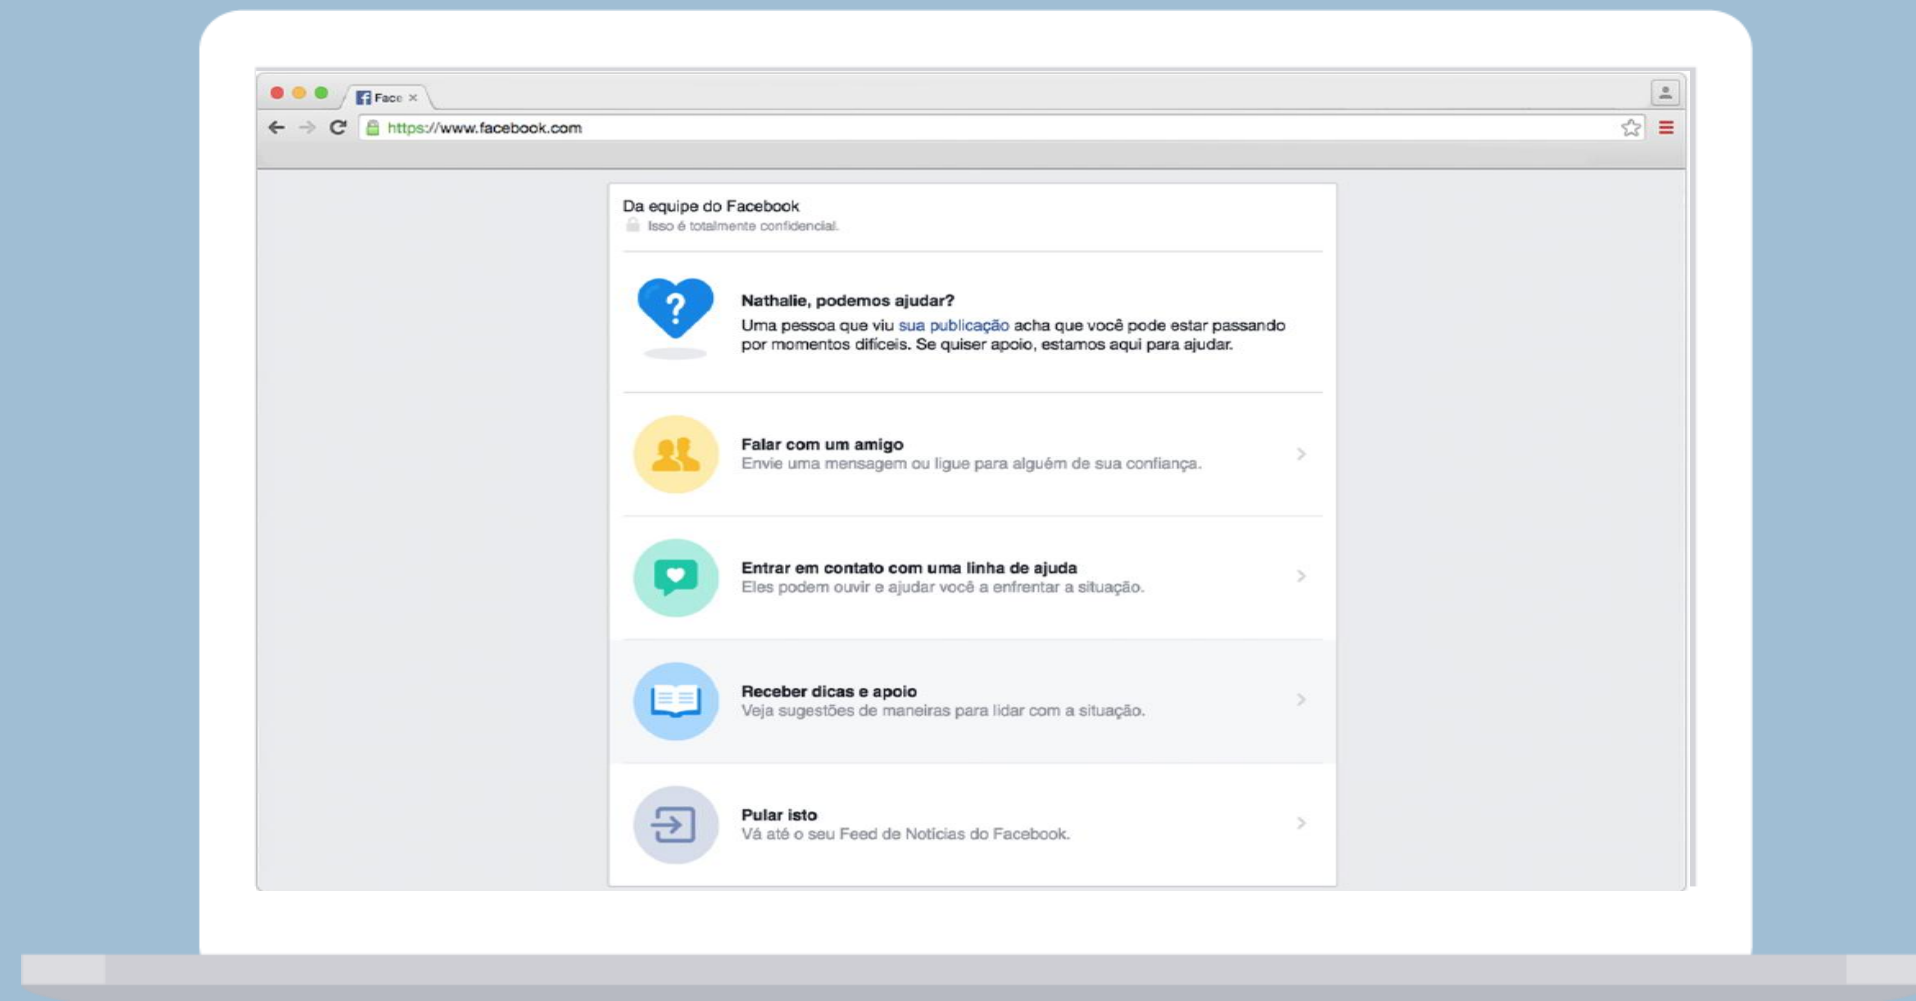 Face
https://www.facebook.com
Da equipe do Facebook
Isso é totalmente confidencial.
?
Nathalie, podemos ajudar?
Uma pessoa que viu sua publicação acha que você pode estar passando
por momentos difíceis. Se quiser apoio, estamos aqui para ajudar.
Falar com um amigo
Envie uma mensagem ou ligue para alguém de sua confiança.
Entrar em contato com uma linha de ajuda
Eles podem ouvir e ajudar você a enfrentar a situação.
Receber dicas e apoio
Veja sugestões de maneiras para lidar com a situação.
Pular isto
Vá até o seu Feed de Notícias do Facebook.